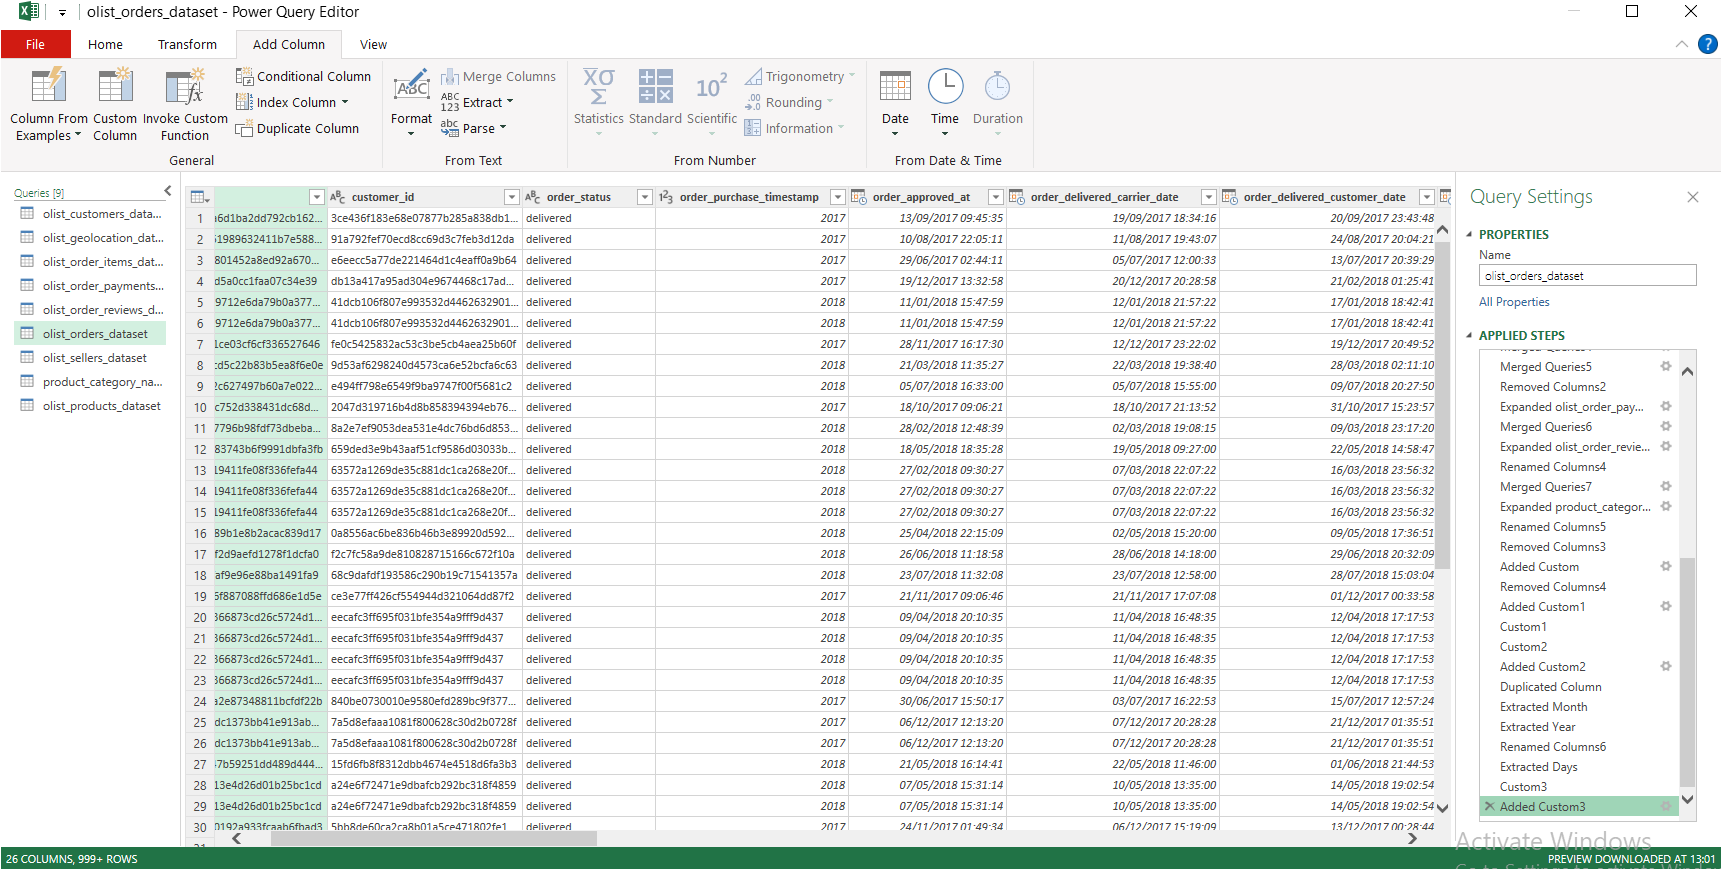 olist_orders_dataset - Power Query Editor
File Home Transform Add Column View
Column From Examples
Custom Column
Invoke Custom Function
Conditional Column
Index Column
Duplicate Column
General
Format
Merge Columns
Extract
Parse
From Text
Statistics Standard Scientific
Trigonometry
Rounding
Information
From Number
Date Time Duration
From Date & Time
Queries [9]
olist_customers_data...
olist_geolocation_dat...
olist_order_items_dat...
olist_order_payments...
olist_order_reviews_d...
olist_orders_dataset
olist_sellers_dataset
product_category_na...
olist_products_dataset
customer_id order_status order_purchase_timestamp order_approved_at order_delivered_carrier_date order_delivered_customer_date
1 3ce436f183e68e07877b285a838db1... delivered 2017 13/09/2017 09:45:35 19/09/2017 18:34:16 20/09/2017 23:43:48
2 91a792fef70ecd8cc69d3c7feb3d12da delivered 2017 10/08/2017 22:05:11 11/08/2017 19:43:07 24/08/2017 20:04:21
3 801452a8ed92a670... e6eecc5a77de221464d1c4eaff0a9b64 delivered 2017 29/06/2017 02:44:11 05/07/2017 12:00:33 13/07/2017 20:39:29
4 d5a0cc1faa07c34e39 db13a417a95ad304e9674468c17ad... delivered 2017 19/12/2017 13:32:58 20/12/2017 20:28:58 21/02/2018 01:25:41
5 9712e6da79b0a377... 41dcb106f807e993532d4462632901... delivered 2018 11/01/2018 15:47:59 12/01/2018 21:57:22 17/01/2018 18:42:41
6 9712e6da79b0a377... 41dcb106f807e993532d4462632901... delivered 2018 11/01/2018 15:47:59 12/01/2018 21:57:22 17/01/2018 18:42:41
7 1ce03cf6cf336527646 fe0c5425832ac53c3be5cb4aea25b60f delivered 2017 28/11/2017 16:17:30 12/12/2017 23:22:02 19/12/2017 20:49:52
8 cd5c22b83b5ea8f6e0e 9d53af6298240d4573ca6e52bcfa6c63 delivered 2018 21/03/2018 11:35:27 22/03/2018 19:38:40 28/03/2018 02:11:10
9 2c627497b60a7e022... e494ff798e6549f9ba9747f00f5681c2 delivered 2018 05/07/2018 16:33:00 05/07/2018 15:55:00 09/07/2018 20:27:50
10 c752d338431dc68d... 2047d319716b4d8b858394394eb76... delivered 2017 18/10/2017 09:06:21 18/10/2017 21:13:52 31/10/2017 15:23:57
11 7796b98fdf73dbeba... 8a2e7ef9053dea531e4dc76bd6d853... delivered 2018 28/02/2018 12:48:39 02/03/2018 19:08:15 09/03/2018 23:17:20
12 83743b6f9991dbfa3fb 659ded3e9b43aaf51cf9586d03033b... delivered 2018 18/05/2018 18:35:28 19/05/2018 09:27:00 22/05/2018 14:58:47
13 19411fe08f336fefa44 63572a1269de35c881dc1ca268e20f... delivered 2018 27/02/2018 09:30:27 07/03/2018 22:07:22 16/03/2018 23:56:32
14 19411fe08f336fefa44 63572a1269de35c881dc1ca268e20f... delivered 2018 27/02/2018 09:30:27 07/03/2018 22:07:22 16/03/2018 23:56:32
15 19411fe08f336fefa44 63572a1269de35c881dc1ca268e20f... delivered 2018 27/02/2018 09:30:27 07/03/2018 22:07:22 16/03/2018 23:56:32
16 89b1e8b2acac839d17 0a8556ac6be836b46b3e89920d592... delivered 2018 25/04/2018 22:15:09 02/05/2018 15:20:00 09/05/2018 17:36:51
17 f2d9aefd1278f1dcfa0 f2c7fc58a9de810828715166c672f10a delivered 2018 26/06/2018 11:18:58 28/06/2018 14:18:00 29/06/2018 20:32:09
18 af9e96e88ba1491fa9 68c9dafdf193586c290b19c71541357a delivered 2018 23/07/2018 11:32:08 23/07/2018 12:58:00 28/07/2018 15:03:04
19 6f887088ffd686e1d5e ce3e77ff426cf554944d321064dd87f2 delivered 2017 21/11/2017 09:06:46 21/11/2017 17:07:08 01/12/2017 00:33:58
20 366873cd26c5724d1... eecafc3ff695f031bfe354a9fff9d437 delivered 2018 09/04/2018 20:10:35 11/04/2018 16:48:35 12/04/2018 17:17:53
21 366873cd26c5724d1... eecafc3ff695f031bfe354a9fff9d437 delivered 2018 09/04/2018 20:10:35 11/04/2018 16:48:35 12/04/2018 17:17:53
22 366873cd26c5724d1... eecafc3ff695f031bfe354a9fff9d437 delivered 2018 09/04/2018 20:10:35 11/04/2018 16:48:35 12/04/2018 17:17:53
23 366873cd26c5724d1... eecafc3ff695f031bfe354a9fff9d437 delivered 2018 09/04/2018 20:10:35 11/04/2018 16:48:35 12/04/2018 17:17:53
24 a2e87348811bcfdf22b 840be0730010e9580efd289bc9f377... delivered 2017 30/06/2017 15:50:17 03/07/2017 16:22:53 15/07/2017 12:57:24
25 dc1373bb41e913ab... 7a5d8efaaa1081f800628c30d2b0728f delivered 2017 06/12/2017 12:13:20 07/12/2017 20:28:28 21/12/2017 01:35:51
26 dc1373bb41e913ab... 7a5d8efaaa1081f800628c30d2b0728f delivered 2017 06/12/2017 12:13:20 07/12/2017 20:28:28 21/12/2017 01:35:51
27 7b59251dd489d444... 15fd6fb8f8312dbb4674e4518d6fa3b3 delivered 2018 21/05/2018 16:14:41 22/05/2018 11:46:00 01/06/2018 21:44:53
28 13e4d26d01b25bc1cd a24e6f72471e9dbafcb292bc318f4859 delivered 2018 07/05/2018 15:31:14 10/05/2018 13:35:00 14/05/2018 19:02:54
29 13e4d26d01b25bc1cd a24e6f72471e9dbafcb292bc318f4859 delivered 2018 07/05/2018 15:31:14 10/05/2018 13:35:00 14/05/2018 19:02:54
30 0192a933fcaab6fbad3 5bb8de60ca2ca8b01a5ce471802fe1 delivered 2017 24/11/2017 01:49:34 06/12/2017 15:19:09 13/12/2017 00:28:44
Query Settings
PROPERTIES
Name
olist_orders_dataset
All Properties
APPLIED STEPS
Merged Queries5
Removed Columns2
Expanded olist_order_pay...
Merged Queries6
Expanded olist_order_revie...
Renamed Columns4
Merged Queries7
Expanded product_categor...
Renamed Columns5
Removed Columns3
Added Custom
Removed Columns4
Added Custom1
Custom1
Custom2
Added Custom2
Duplicated Column
Extracted Month
Extracted Year
Renamed Columns6
Extracted Days
Custom3
Added Custom3
Activate Windows
26 COLUMNS, 999+ ROWS
PREVIEW DOWNLOADED AT 13:01